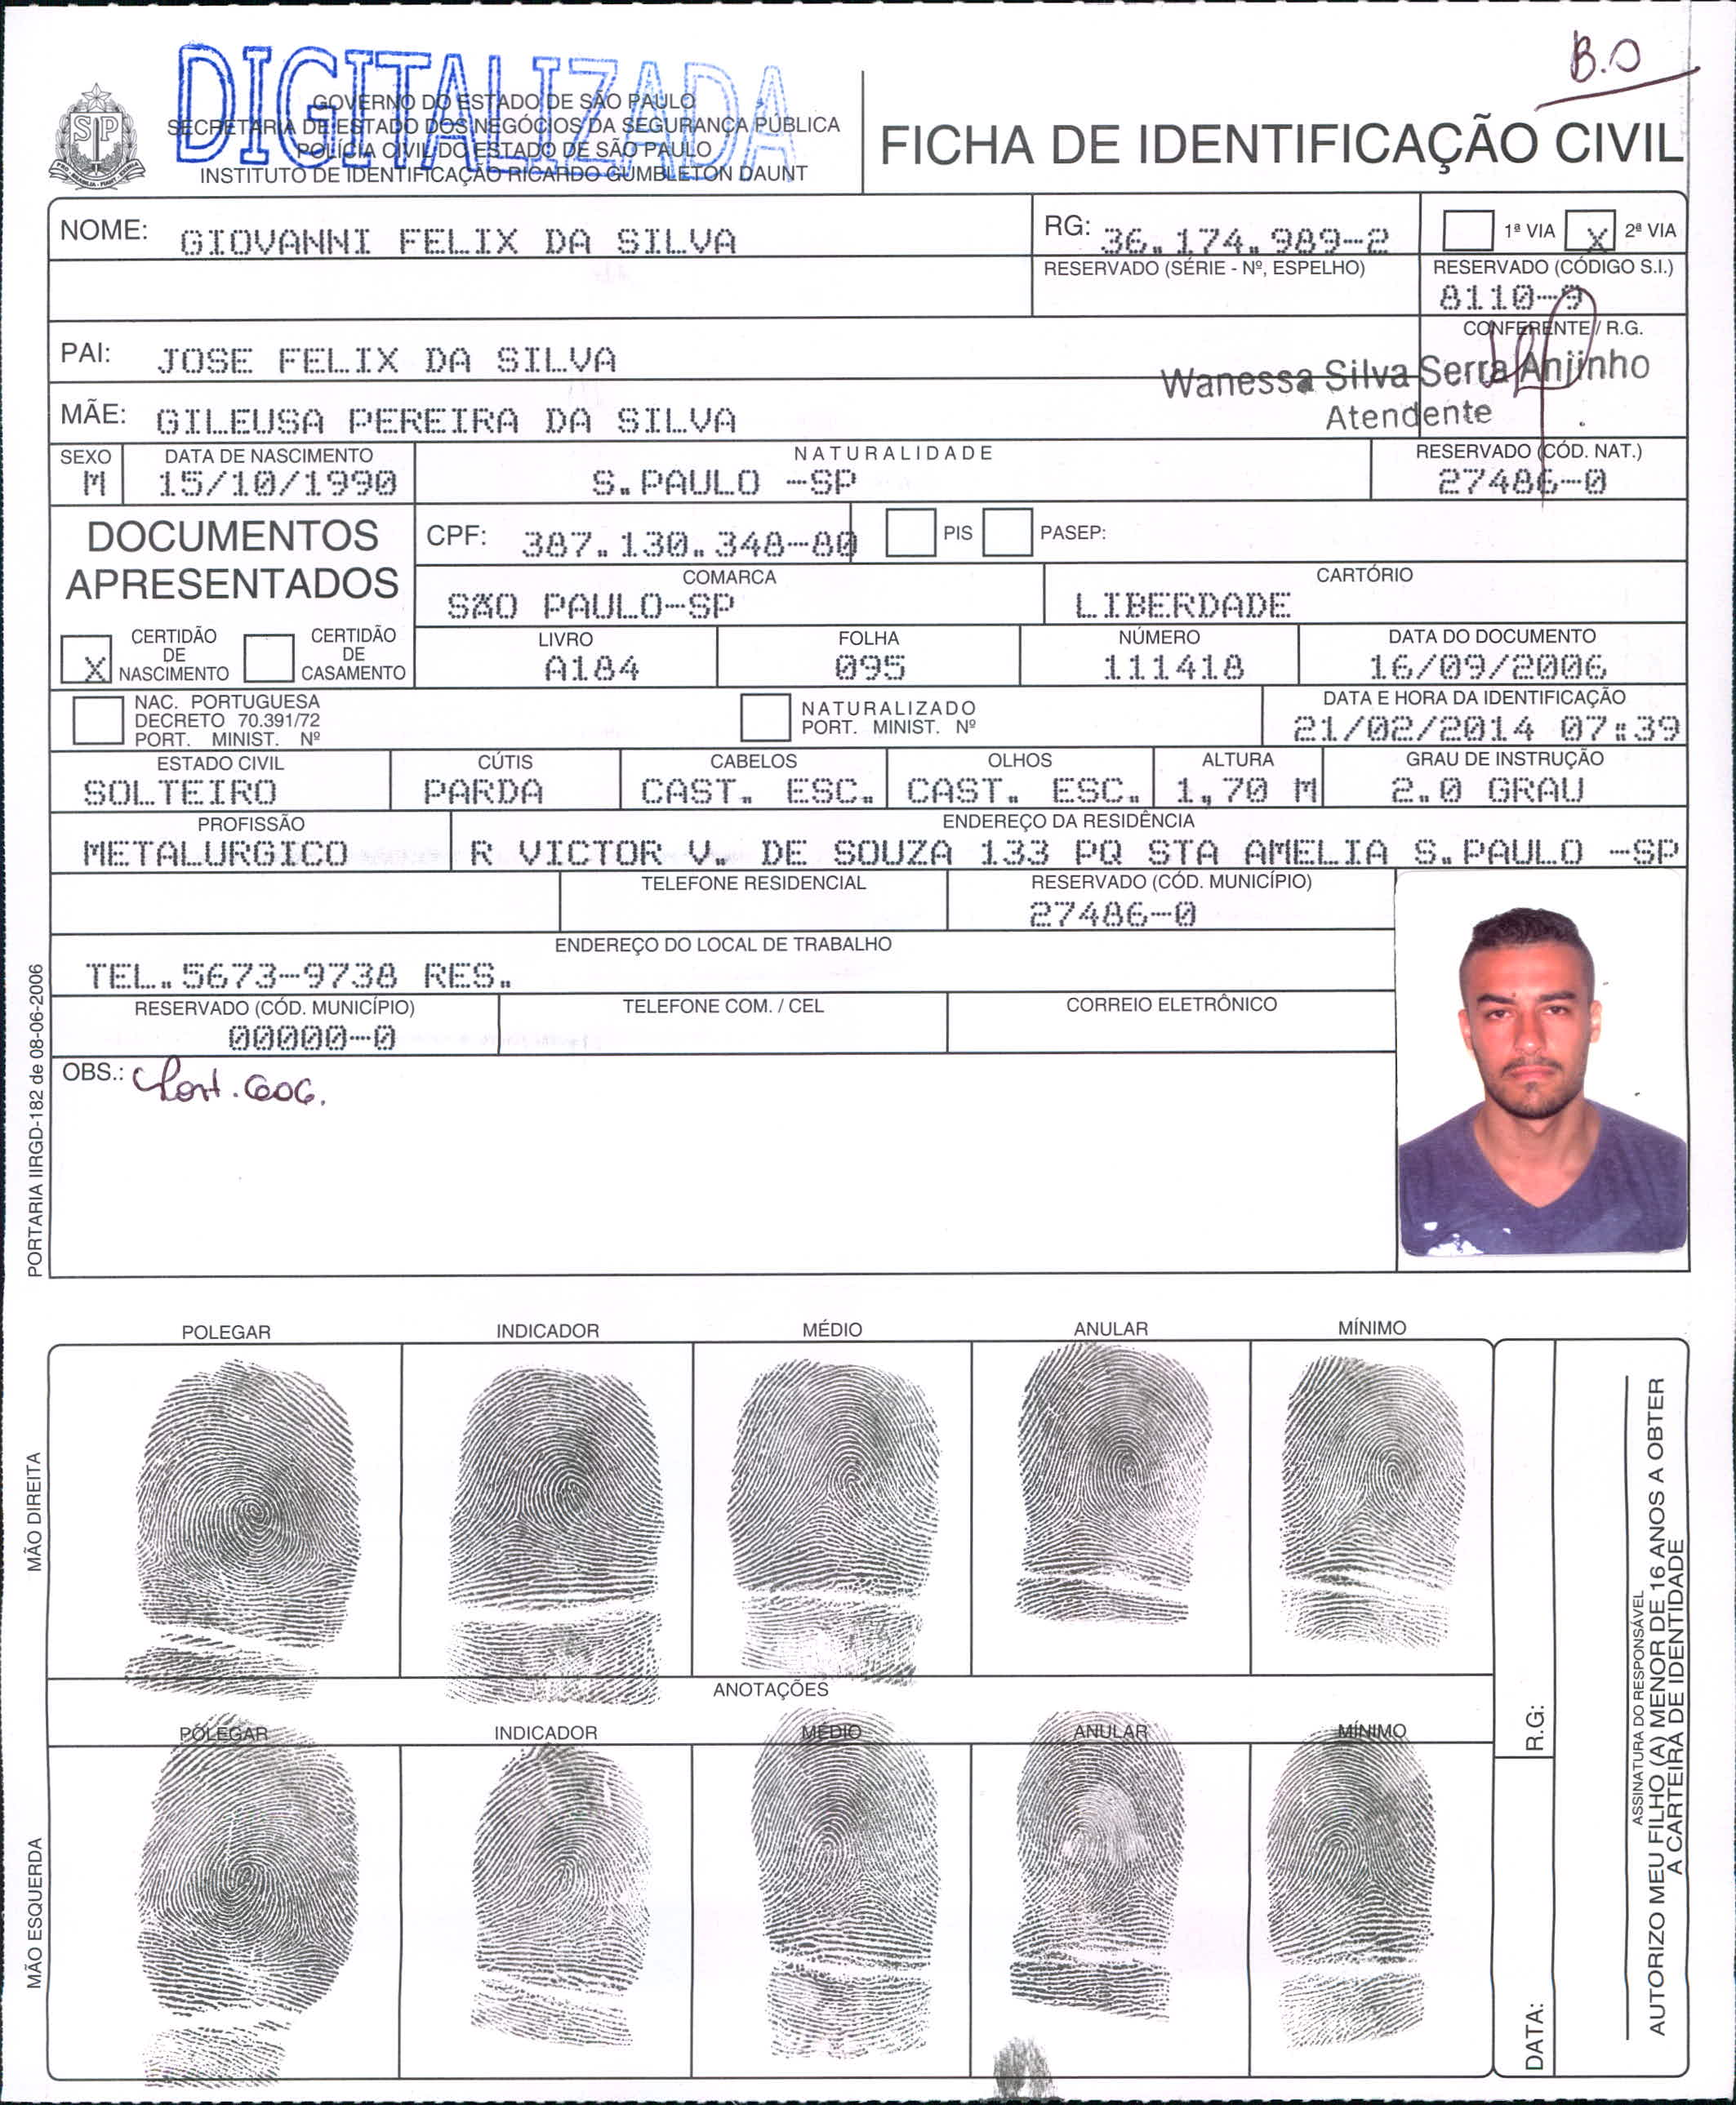 B.O
DIGITALIZADA
GOVERNO DO ESTADO DE SÃO PAULO
SECRETARIA DE ESTADO DOS NEGÓCIOS DA SEGURANÇA PÚBLICA
POLÍCIA CIVIL DO ESTADO DE SÃO PAULO
INSTITUTO DE IDENTIFICAÇÃO RICARDO GUMBLETON DAUNT
FICHA DE IDENTIFICAÇÃO CIVIL
NOME: GIOVANNI FELIX DA SILVA
RG: 36.174.989-2
1ª VIA X 2ª VIA
RESERVADO (SÉRIE - Nº, ESPELHO)
RESERVADO (CÓDIGO S.I.)
8110-9
CONFERENTE / R.G.
PAI: JOSE FELIX DA SILVA
Wanessa Silva Serra Anjinho
Atendente
MÃE: GILEUSA PEREIRA DA SILVA
SEXO DATA DE NASCIMENTO NATURALIDADE RESERVADO (CÓD. NAT.)
M 15/10/1990 S.PAULO -SP 27486-0
DOCUMENTOS
APRESENTADOS
CPF: 387.130.348-80 PIS PASEP:
COMARCA CARTÓRIO
SÃO PAULO-SP LIBERDADE
X CERTIDÃO DE NASCIMENTO
CERTIDÃO DE CASAMENTO
LIVRO FOLHA NÚMERO DATA DO DOCUMENTO
A184 095 111418 16/09/2006
NAC. PORTUGUESA
DECRETO 70.391/72
PORT. MINIST. Nº
NATURALIZADO
PORT. MINIST. Nº
DATA E HORA DA IDENTIFICAÇÃO
21/02/2014 07:39
ESTADO CIVIL CÚTIS CABELOS OLHOS ALTURA GRAU DE INSTRUÇÃO
SOLTEIRO PARDA CAST. ESC. CAST. ESC. 1,70 M 2.0 GRAU
PROFISSÃO ENDEREÇO DA RESIDÊNCIA
METALURGICO R VICTOR V. DE SOUZA 133 PQ STA AMELIA S.PAULO -SP
TELEFONE RESIDENCIAL RESERVADO (CÓD. MUNICÍPIO)
27486-0
ENDEREÇO DO LOCAL DE TRABALHO
TEL.5673-9738 RES.
RESERVADO (CÓD. MUNICÍPIO) TELEFONE COM. / CEL CORREIO ELETRÔNICO
00000-0
OBS.:
PORTARIA IIRGD-182 de 08-06-2006
POLEGAR INDICADOR MÉDIO ANULAR MÍNIMO
MÃO DIREITA
ANOTAÇÕES
POLEGAR INDICADOR MÉDIO ANULAR MÍNIMO
MÃO ESQUERDA
R.G:
DATA:
ASSINATURA DO RESPONSÁVEL
AUTORIZO MEU FILHO (A) MENOR DE 16 ANOS A OBTER
A CARTEIRA DE IDENTIDADE